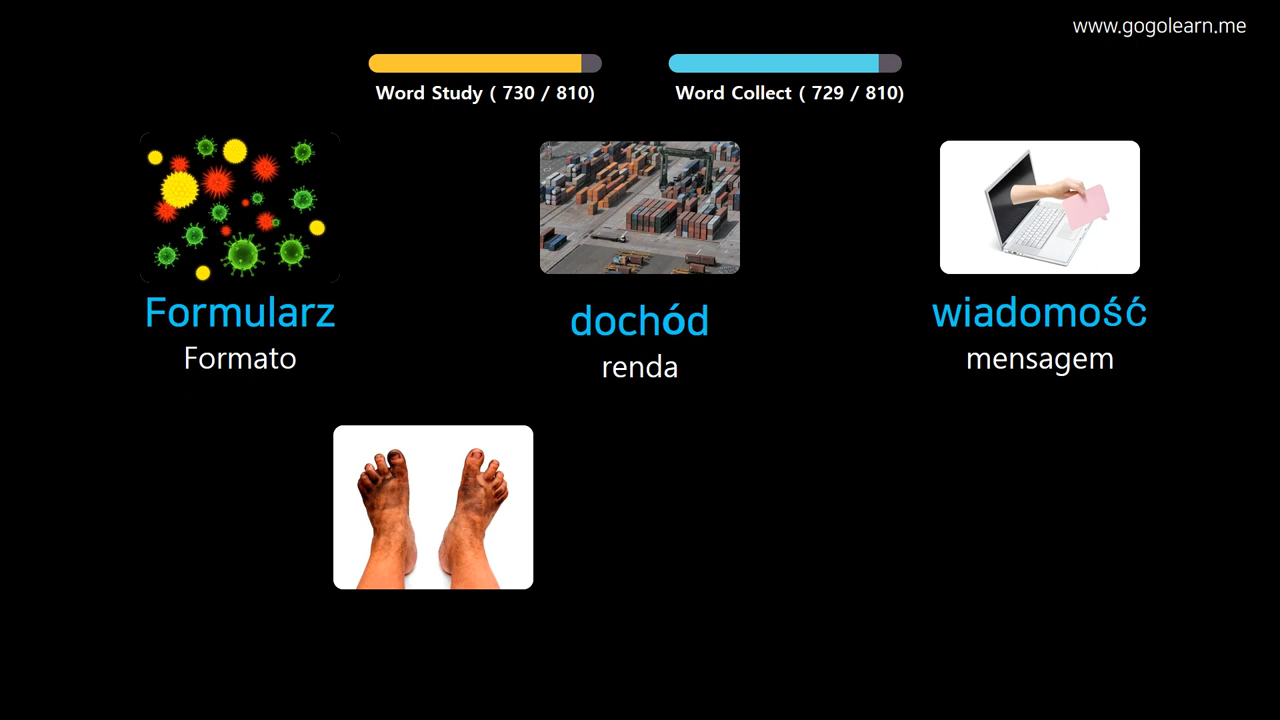 www.gogolearn.me
Word Study ( 730 / 810)
Word Collect ( 729 / 810)
Formularz
Formato
dochód
renda
wiadomość
mensagem